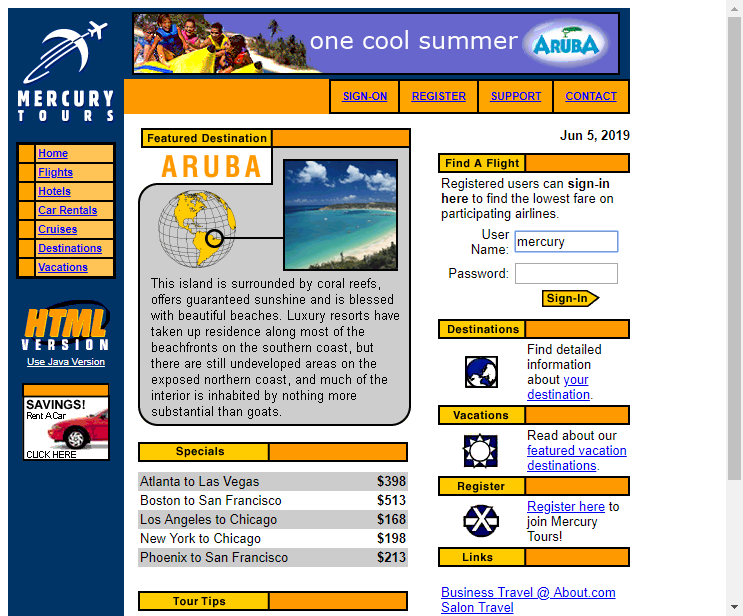 one cool summer ARUBA
MERCURY
TOURS
SIGN-ON REGISTER SUPPORT CONTACT
Home
Flights
Hotels
Car Rentals
Cruises
Destinations
Vacations
HTML
VERSION
Use Java Version
SAVINGS!
Rent A Car
CLICK HERE
Featured Destination
ARUBA
This island is surrounded by coral reefs,
offers guaranteed sunshine and is blessed
with beautiful beaches. Luxury resorts have
taken up residence along most of the
beachfronts on the southern coast, but
there are still undeveloped areas on the
exposed northern coast, and much of the
interior is inhabited by nothing more
substantial than goats.
Specials
Atlanta to Las Vegas $398
Boston to San Francisco $513
Los Angeles to Chicago $168
New York to Chicago $198
Phoenix to San Francisco $213
Tour Tips
Jun 5, 2019
Find A Flight
Registered users can sign-in
here to find the lowest fare on
participating airlines.
User
Name: mercury
Password:
Sign-In
Destinations
Find detailed
information
about your
destination.
Vacations
Read about our
featured vacation
destinations.
Register
Register here to
join Mercury
Tours!
Links
Business Travel @ About.com
Salon Travel